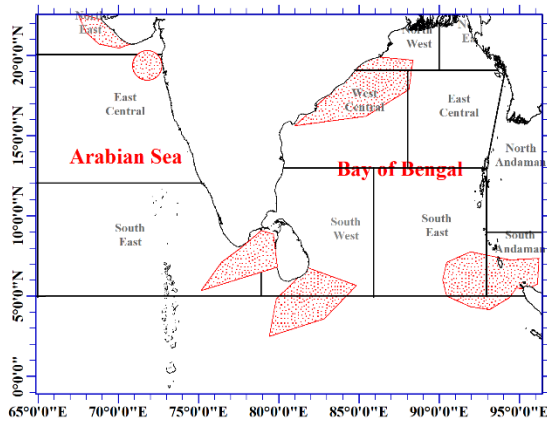 North
East
North
West
North
East
20°0'0"N
East
Central
West
Central
East
Central
15°0'0"N
Arabian Sea
Bay of Bengal
North
Andaman
10°0'0"N
South
East
South
West
South
East
South
Andaman
5°0'0"N
0°0'0"
65°0'0"E
70°0'0"E
75°0'0"E
80°0'0"E
85°0'0"E
90°0'0"E
95°0'0"E